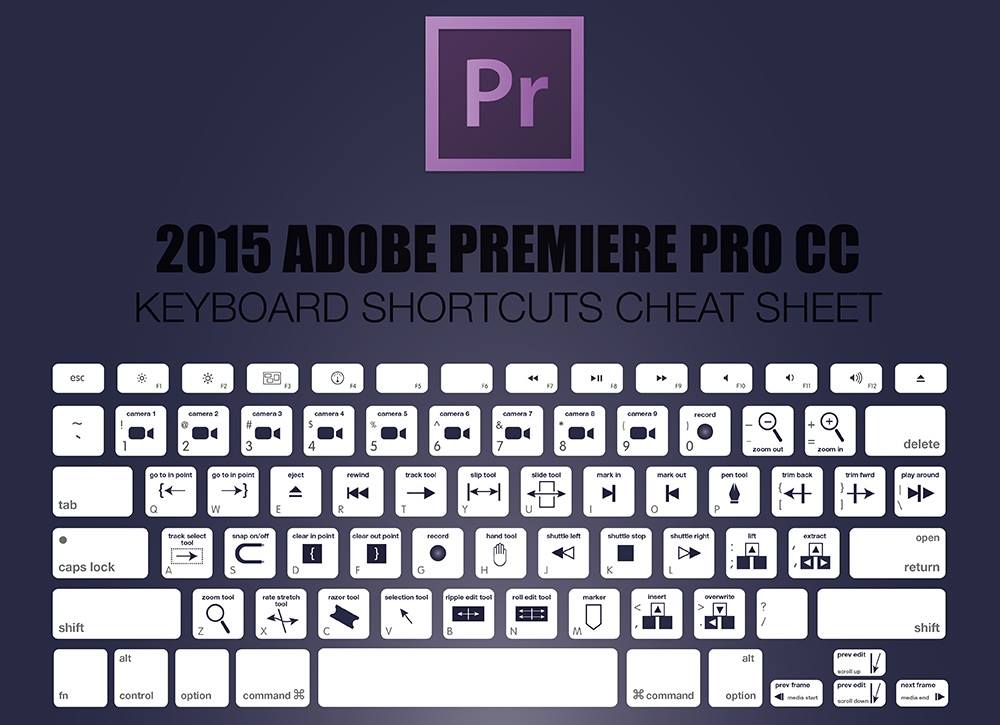 Pr
2015 ADOBE PREMIERE PRO CC
KEYBOARD SHORTCUTS CHEAT SHEET
esc F1 F2 F3 F4 F5 F6 F7 F8 F9 F10 F11 F12
camera 1 camera 2 camera 3 camera 4 camera 5 camera 6 camera 7 camera 8 camera 9 record
~ ! @ # $ % ^ & * ( ) _ +
` 1 2 3 4 5 6 7 8 9 0 - = delete
zoom out zoom in
go to in point go to in point eject rewind track tool slip tool slide tool mark in mark out pen tool trim back trim fwrd play around
{ } |
tab Q W E R T Y U I O P [ ] \
track select tool snap on/off clear in point clear out point record hand tool shuttle left shuttle stop shuttle right lift extract open
{ }
caps lock A S D F G H J K L : ; " ' return
zoom tool rate stretch tool razor tool selection tool ripple edit tool roll edit tool marker insert overwrite
< > ?
shift Z X C V B N M , . / shift
alt alt prev edit
scroll up
fn control option command ⌘ ⌘ command option
prev frame prev edit next frame
media start scroll down media end